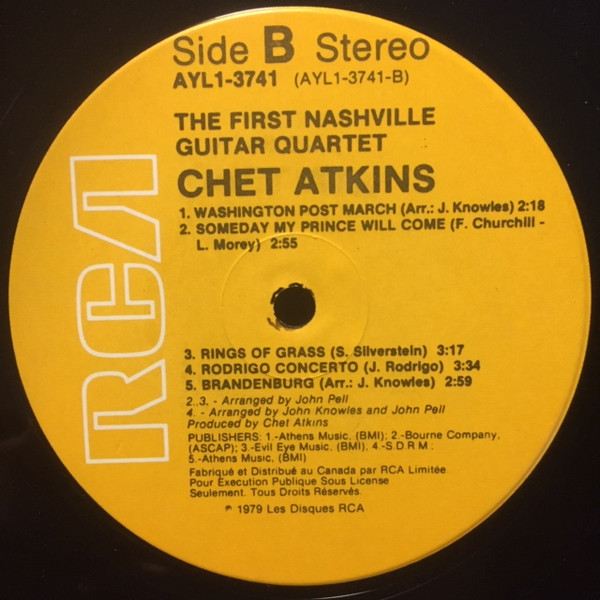 Side B Stereo
AYL1-3741 (AYL1-3741-B)
THE FIRST NASHVILLE
GUITAR QUARTET
CHET ATKINS
1. WASHINGTON POST MARCH (Arr.: J. Knowles) 2:18
2. SOMEDAY MY PRINCE WILL COME (F. Churchill -
L. Morey) 2:55
RCA
3. RINGS OF GRASS (S. Silverstein) 3:17
4. RODRIGO CONCERTO (J. Rodrigo) 3:34
5. BRANDENBURG (Arr.: J. Knowles) 2:59
2..3. - Arranged by John Pell
4. - Arranged by John Knowles and John Pell
Produced by Chet Atkins
PUBLISHERS: 1.-Athens Music, (BMI); 2.-Bourne Company,
(ASCAP); 3.-Evil Eye Music, (BMI), 4.-S.D.R.M.;
5.-Athens Music, (BMI)
Fabriqué et Distribué au Canada par RCA Limitée.
Pour Execution Publique Sous License
Seulement. Tous Droits Réservés.
℗ 1979 Les Disques RCA